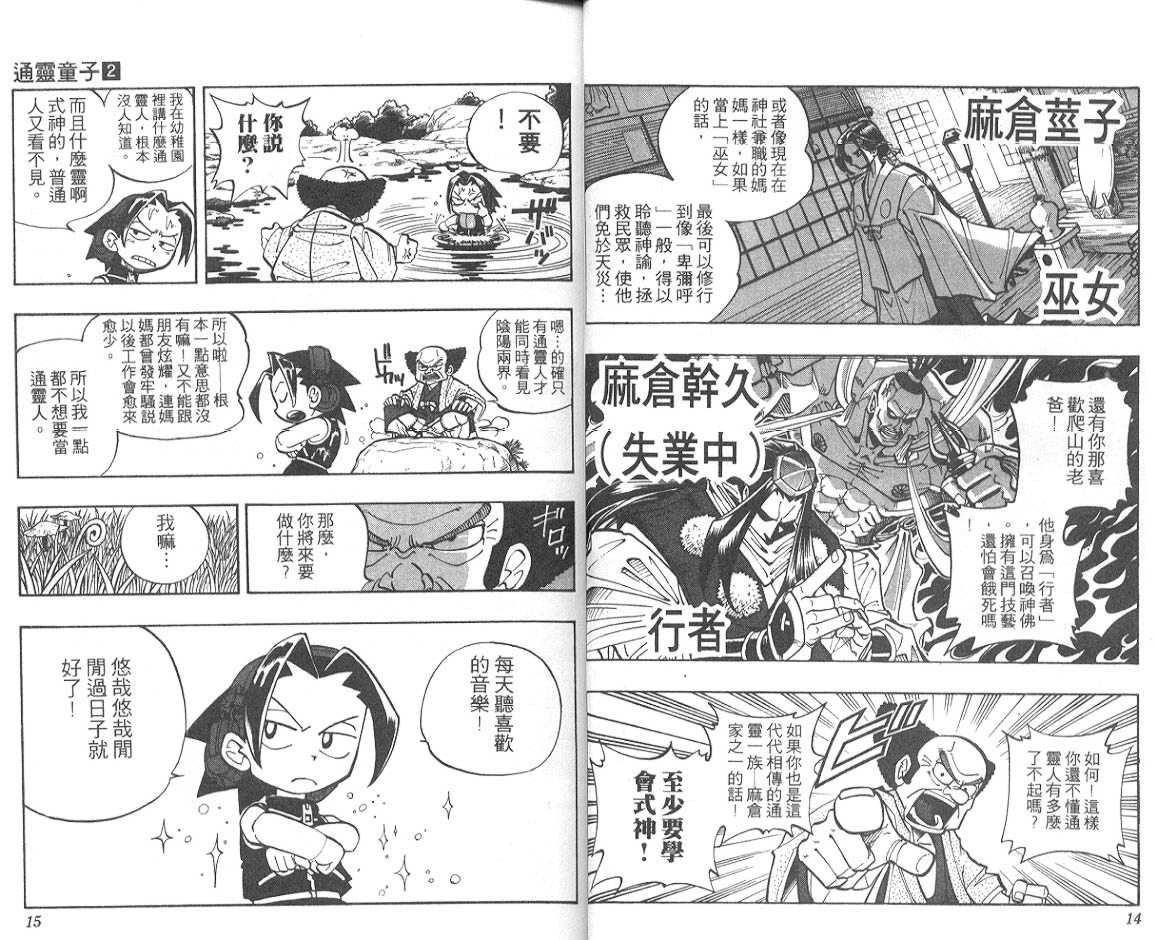 麻倉莖子
巫女
或者像現在在
神社兼職的媽
媽一樣，如果
當上「巫女」
的話，
最後可以修行
到像「卑彌呼
」一般，得以
聆聽神諭，拯
救民眾，使他
們免於天災…
還有你那喜
歡爬山的老
爸！
麻倉幹久
（失業中）
他身為「行者」
，可以召喚神佛
。擁有這門技藝
，還怕會餓死嗎
！
行者
如何！這樣
你還不懂通
靈人有多麼
了不起嗎？
ビシッ
如果你也是這
代代相傳的通
靈一族─麻倉
家之一的話！
至少要學
會式神！
14
通靈童子2
不要
！
你說
什麼？
我在幼稚園
裡講什麼通
靈人，根本
沒人知道。
而且什麼靈啊
式神的，普通
人又看不見。
嗯…的確只
有通靈人才
能同時看見
陰陽兩界。
所以啦─根
本一點意思都沒
有嘛！又不能跟
朋友炫耀，連媽
媽都曾發牢騷說
以後工作會愈來
愈少。
所以我一點
都不想要當
通靈人。
ギロ
那麼，
你將來要
做什麼？
我嘛…
每天聽喜歡
的音樂！
悠哉悠哉閒
閒過日子就
好了！
15